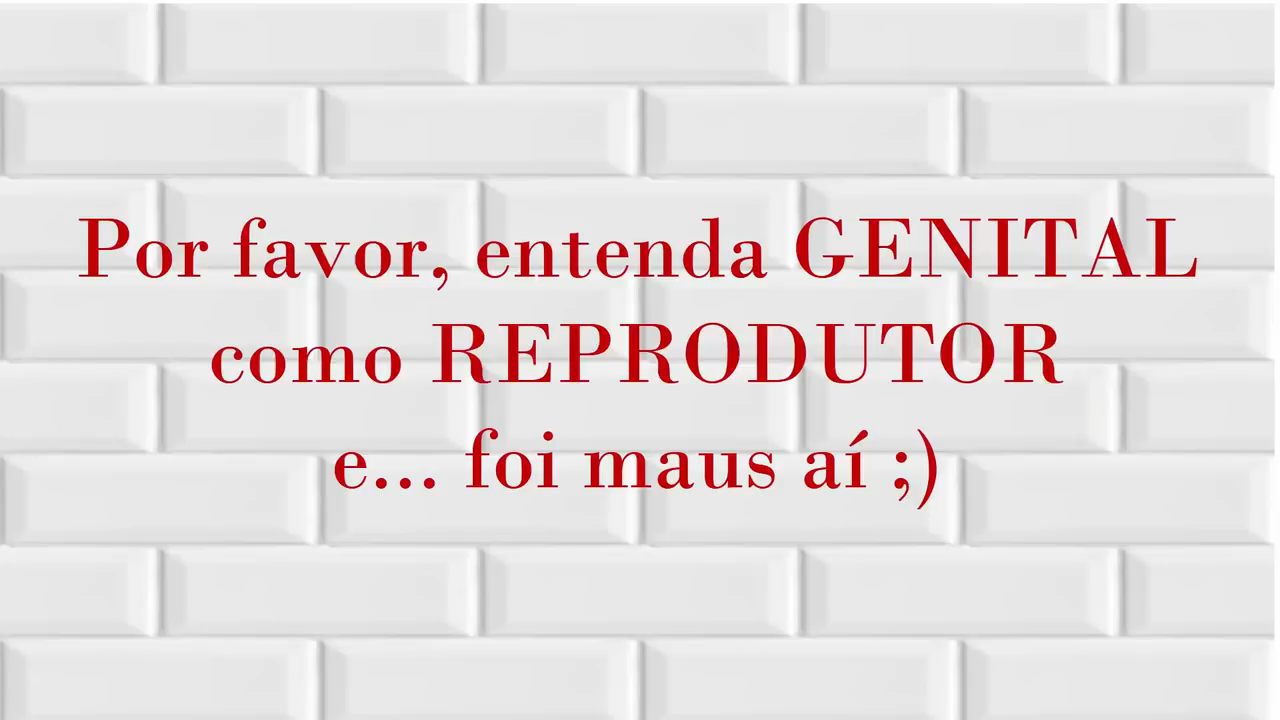 Por favor, entenda GENITAL
como REPRODUTOR
e... foi maus aí ;)